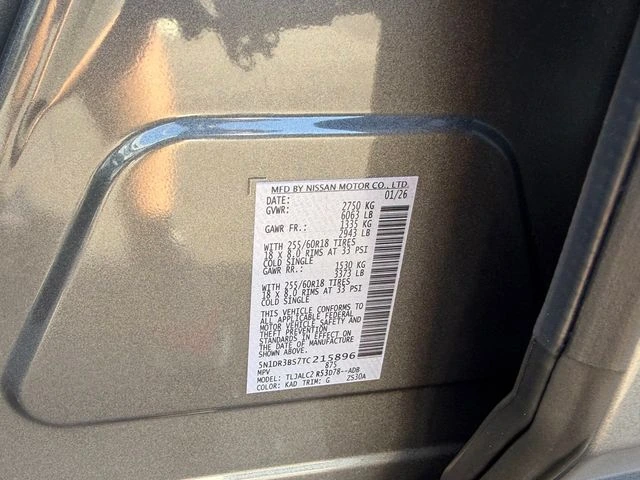 MFD BY NISSAN MOTOR CO., LTD.
DATE: 01/26
GVWR: 2750 KG
6063 LB
GAWR FR.: 1335 KG
2943 LB
WITH 255/60R18 TIRES
18 X 8.0 RIMS AT 33 PSI
COLD SINGLE
GAWR RR.: 1530 KG
3373 LB
WITH 255/60R18 TIRES
18 X 8.0 RIMS AT 33 PSI
COLD SINGLE
THIS VEHICLE CONFORMS TO
ALL APPLICABLE FEDERAL
MOTOR VEHICLE SAFETY AND
STANDARDS IN EFFECT ON
THE DATE OF MANUFACTURE
SHOWN ABOVE.
5N1DR3BS7TC215896
MPV 875
MODEL: TLJALC2 R53D78--ADB
COLOR: KAD TRIM: G ZS30A